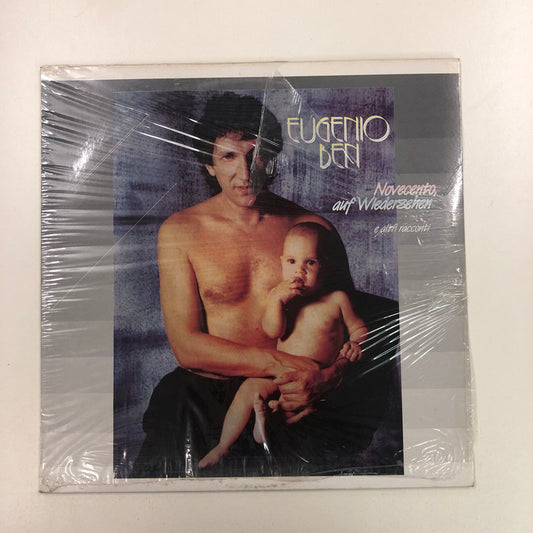 EUGENIO
BEN
Novecento,
auf Wiedersehen
e altri racconti